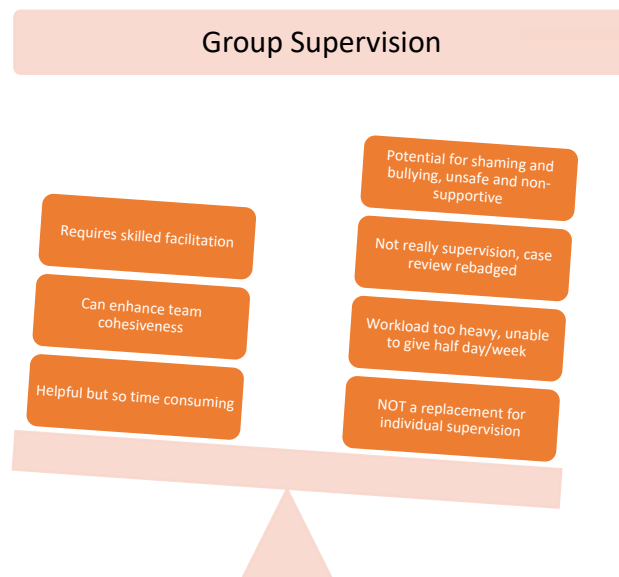 Group Supervision
Requires skilled facilitation
Can enhance team
cohesiveness
Helpful but so time consuming
Potential for shaming and
bullying, unsafe and non-
supportive
Not really supervision, case
review rebadged
Workload too heavy, unable
to give half day/week
NOT a replacement for
individual supervision